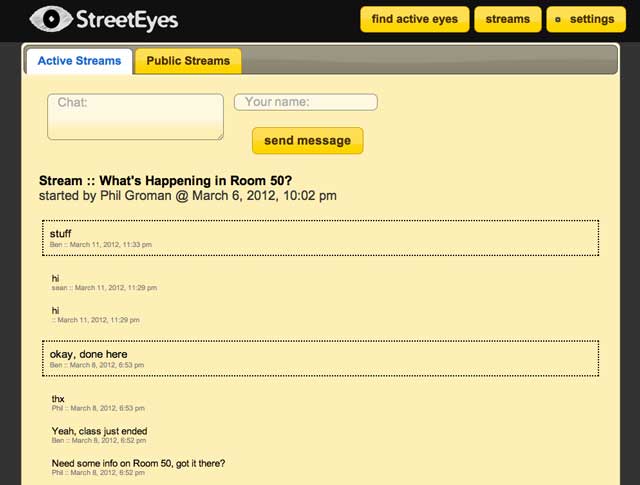 StreetEyes
find active eyes
streams
settings
Active Streams
Public Streams
Chat:
Your name:
send message
Stream :: What's Happening in Room 50?
started by Phil Groman @ March 6, 2012, 10:02 pm
stuff
Ben :: March 11, 2012, 11:33 pm
hi
sean :: March 11, 2012, 11:29 pm
hi
:: March 11, 2012, 11:29 pm
okay, done here
Ben :: March 8, 2012, 6:53 pm
thx
Phil :: March 8, 2012, 6:53 pm
Yeah, class just ended
Ben :: March 8, 2012, 6:52 pm
Need some info on Room 50, got it there?
Phil :: March 8, 2012, 6:52 pm